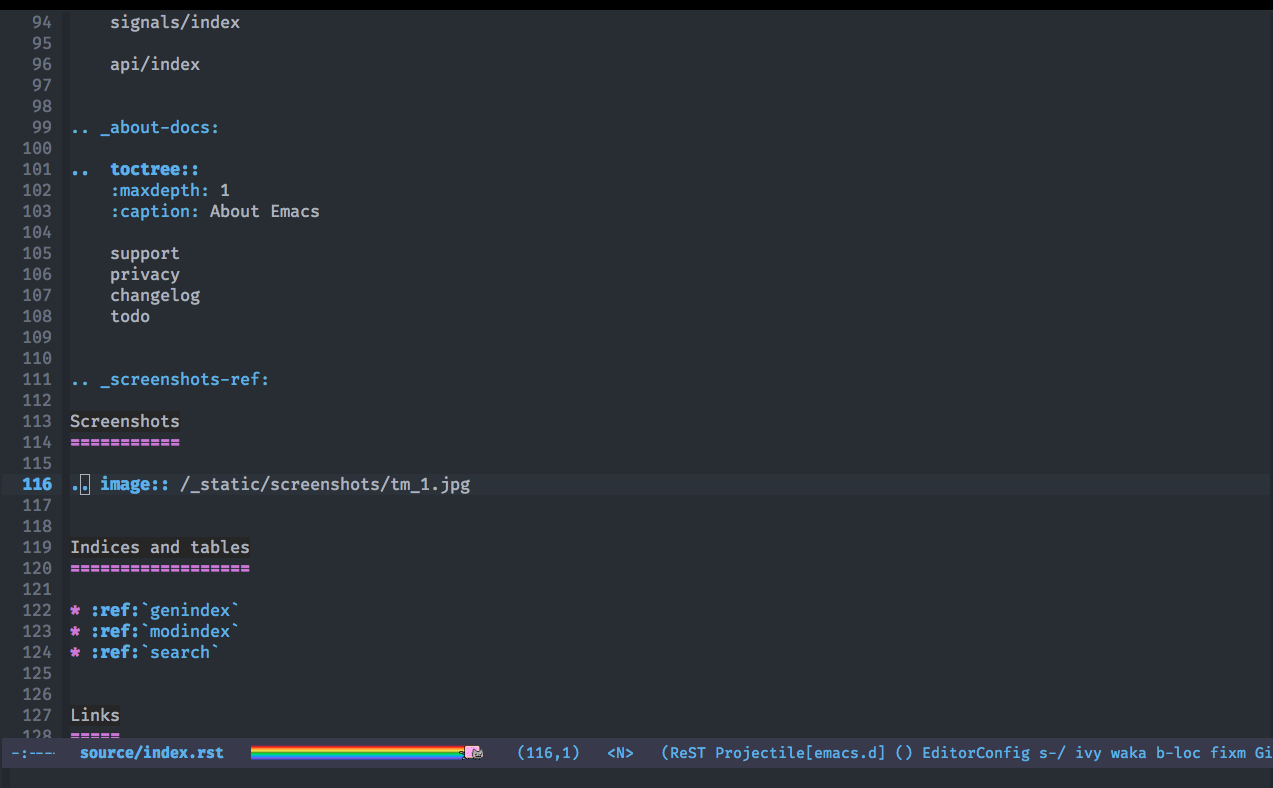 94 signals/index
95
96 api/index
97
98
99 .. _about-docs:
100
101 .. toctree::
102 :maxdepth: 1
103 :caption: About Emacs
104
105 support
106 privacy
107 changelog
108 todo
109
110
111 .. _screenshots-ref:
112
113 Screenshots
114 ===========
115
116 .. image:: /_static/screenshots/tm_1.jpg
117
118
119 Indices and tables
120 ==================
121
122 * :ref:`genindex`
123 * :ref:`modindex`
124 * :ref:`search`
125
126
127 Links
128 =====
-:--- source/index.rst (116,1) <N> (ReST Projectile[emacs.d] () EditorConfig s-/ ivy waka b-loc fixm Gi